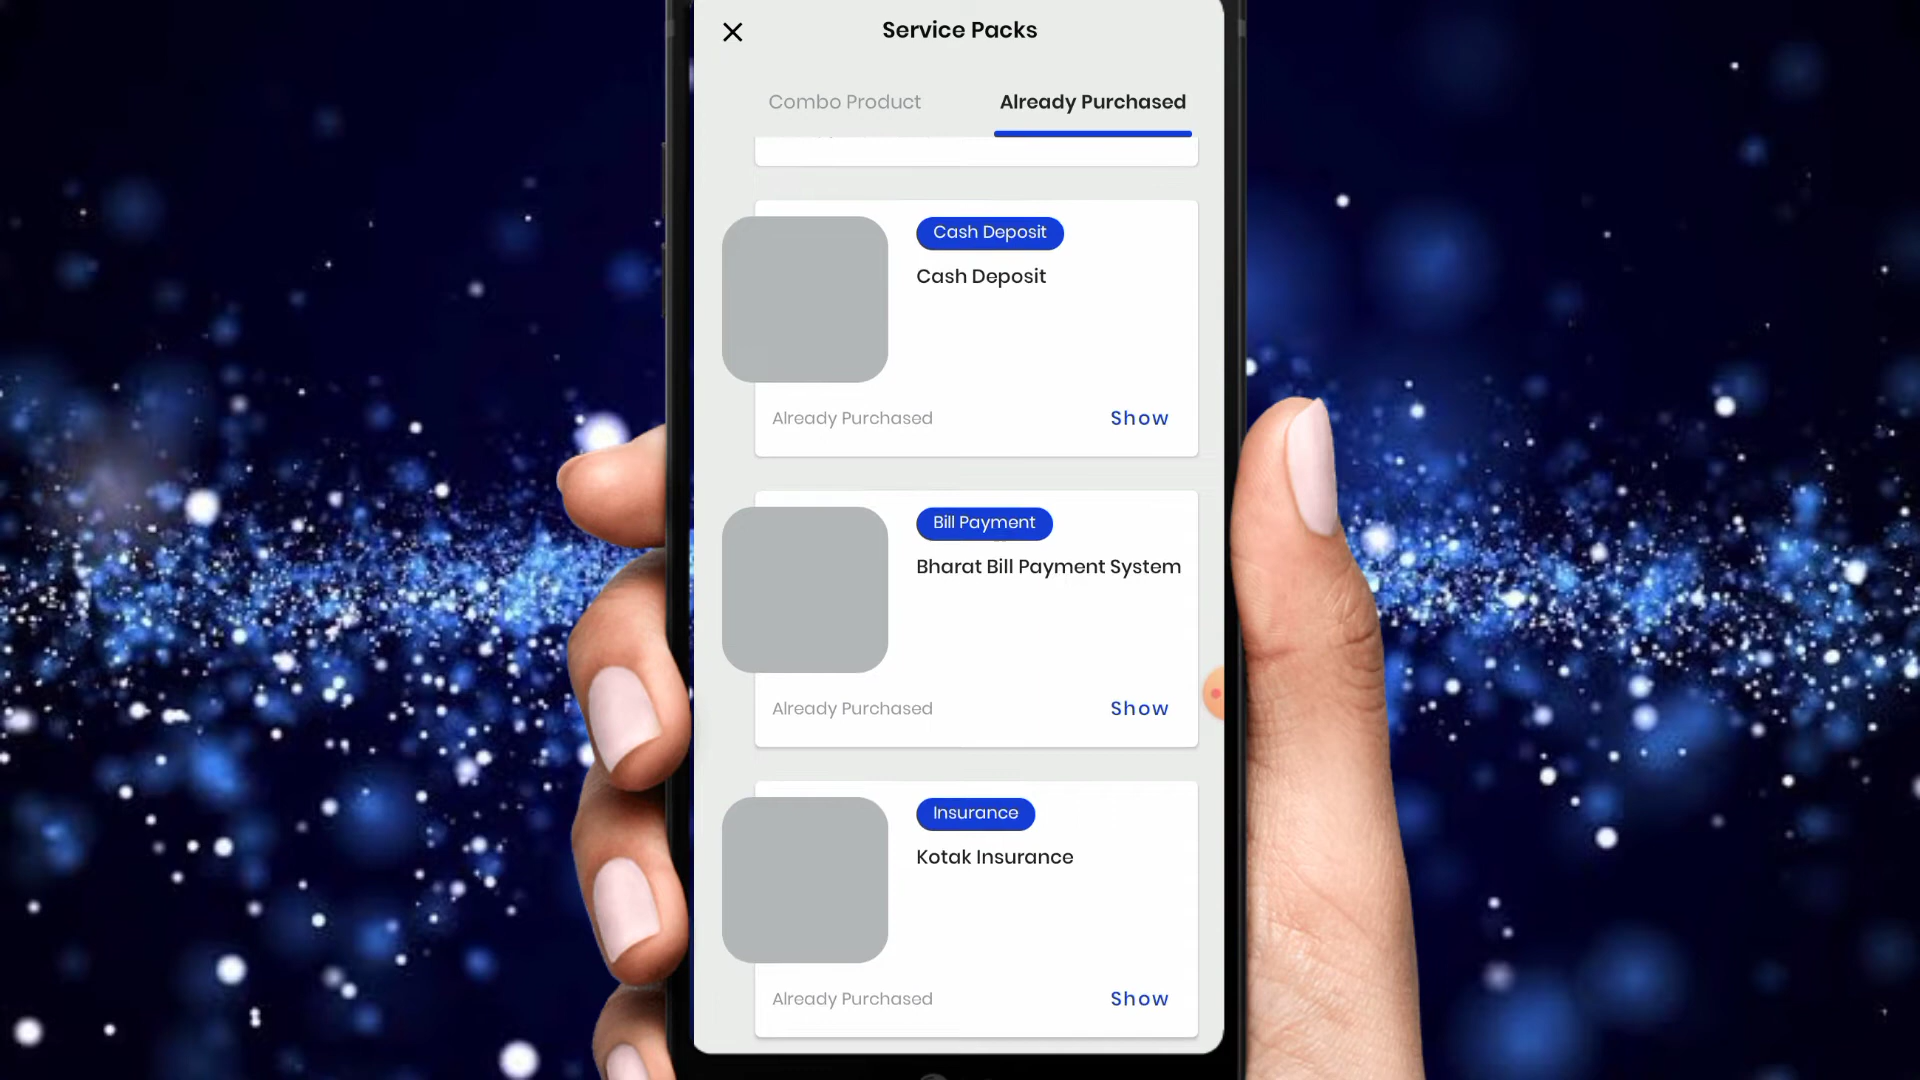 Service Packs
Combo Product
Already Purchased
Cash Deposit
Cash Deposit
Already Purchased
Show
Bill Payment
Bharat Bill Payment System
Already Purchased
Show
Insurance
Kotak Insurance
Already Purchased
Show